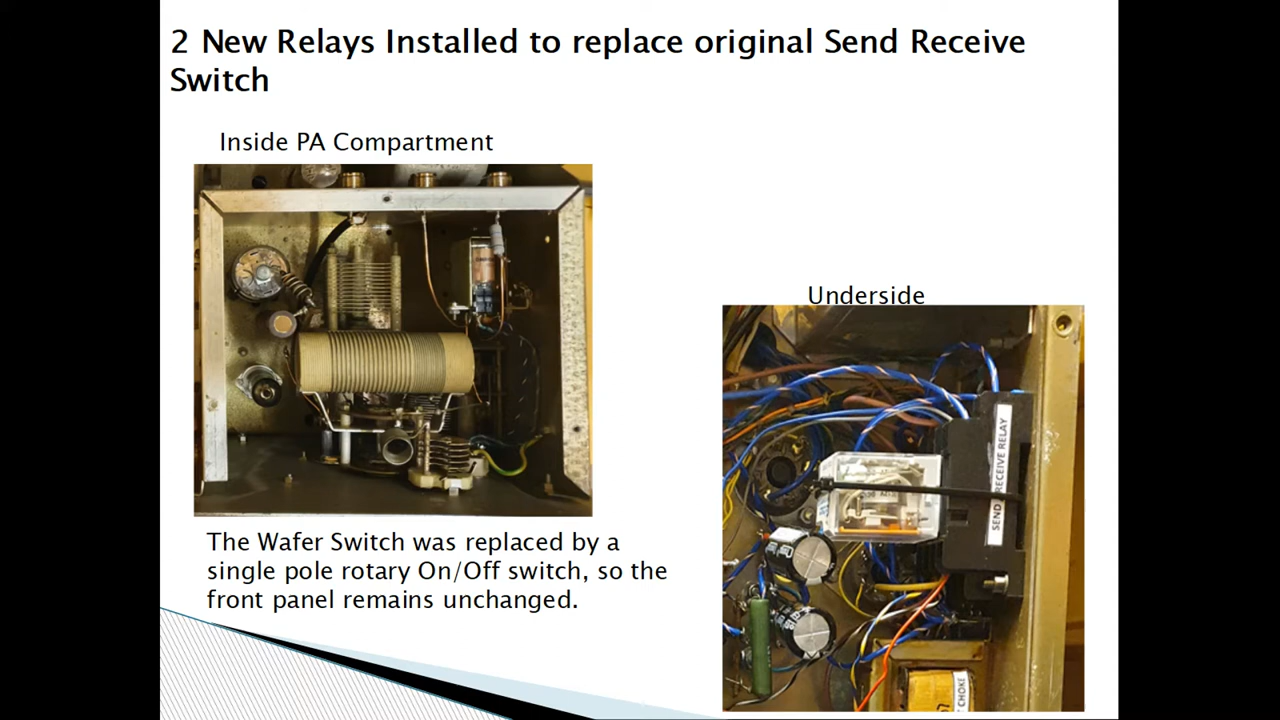 2 New Relays Installed to replace original Send Receive
Switch
Inside PA Compartment
Underside
SEND RECEIVE RELAY
The Wafer Switch was replaced by a
single pole rotary On/Off switch, so the
front panel remains unchanged.
CHOKE